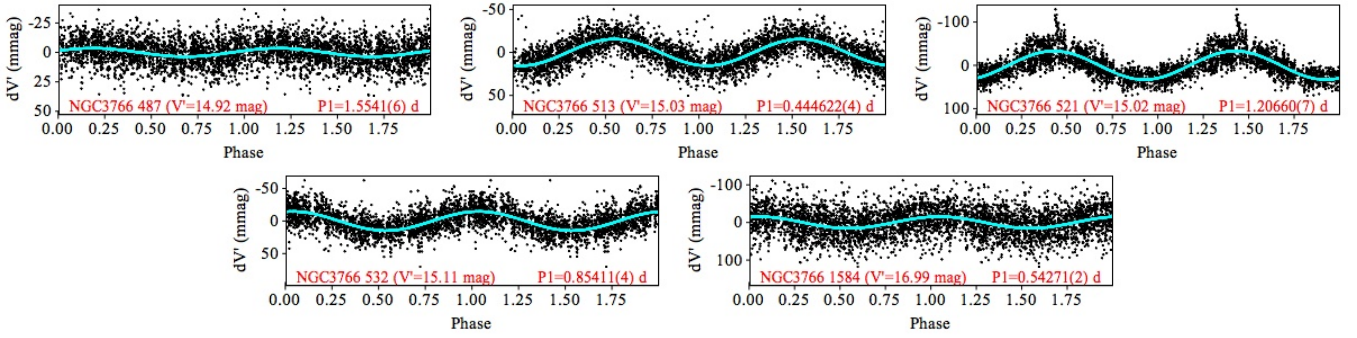 dV' (mmag)
-25
0
25
50
NGC3766 487 (V'=14.92 mag) P1=1.5541(6) d
0.00 0.25 0.50 0.75 1.00 1.25 1.50 1.75
Phase
dV' (mmag)
-50
0
50
NGC3766 513 (V'=15.03 mag) P1=0.444622(4) d
0.00 0.25 0.50 0.75 1.00 1.25 1.50 1.75
Phase
dV' (mmag)
-100
0
100
NGC3766 521 (V'=15.02 mag) P1=1.20660(7) d
0.00 0.25 0.50 0.75 1.00 1.25 1.50 1.75
Phase
dV' (mmag)
-50
0
50
NGC3766 532 (V'=15.11 mag) P1=0.85411(4) d
0.00 0.25 0.50 0.75 1.00 1.25 1.50 1.75
Phase
dV' (mmag)
-100
0
100
NGC3766 1584 (V'=16.99 mag) P1=0.54271(2) d
0.00 0.25 0.50 0.75 1.00 1.25 1.50 1.75
Phase